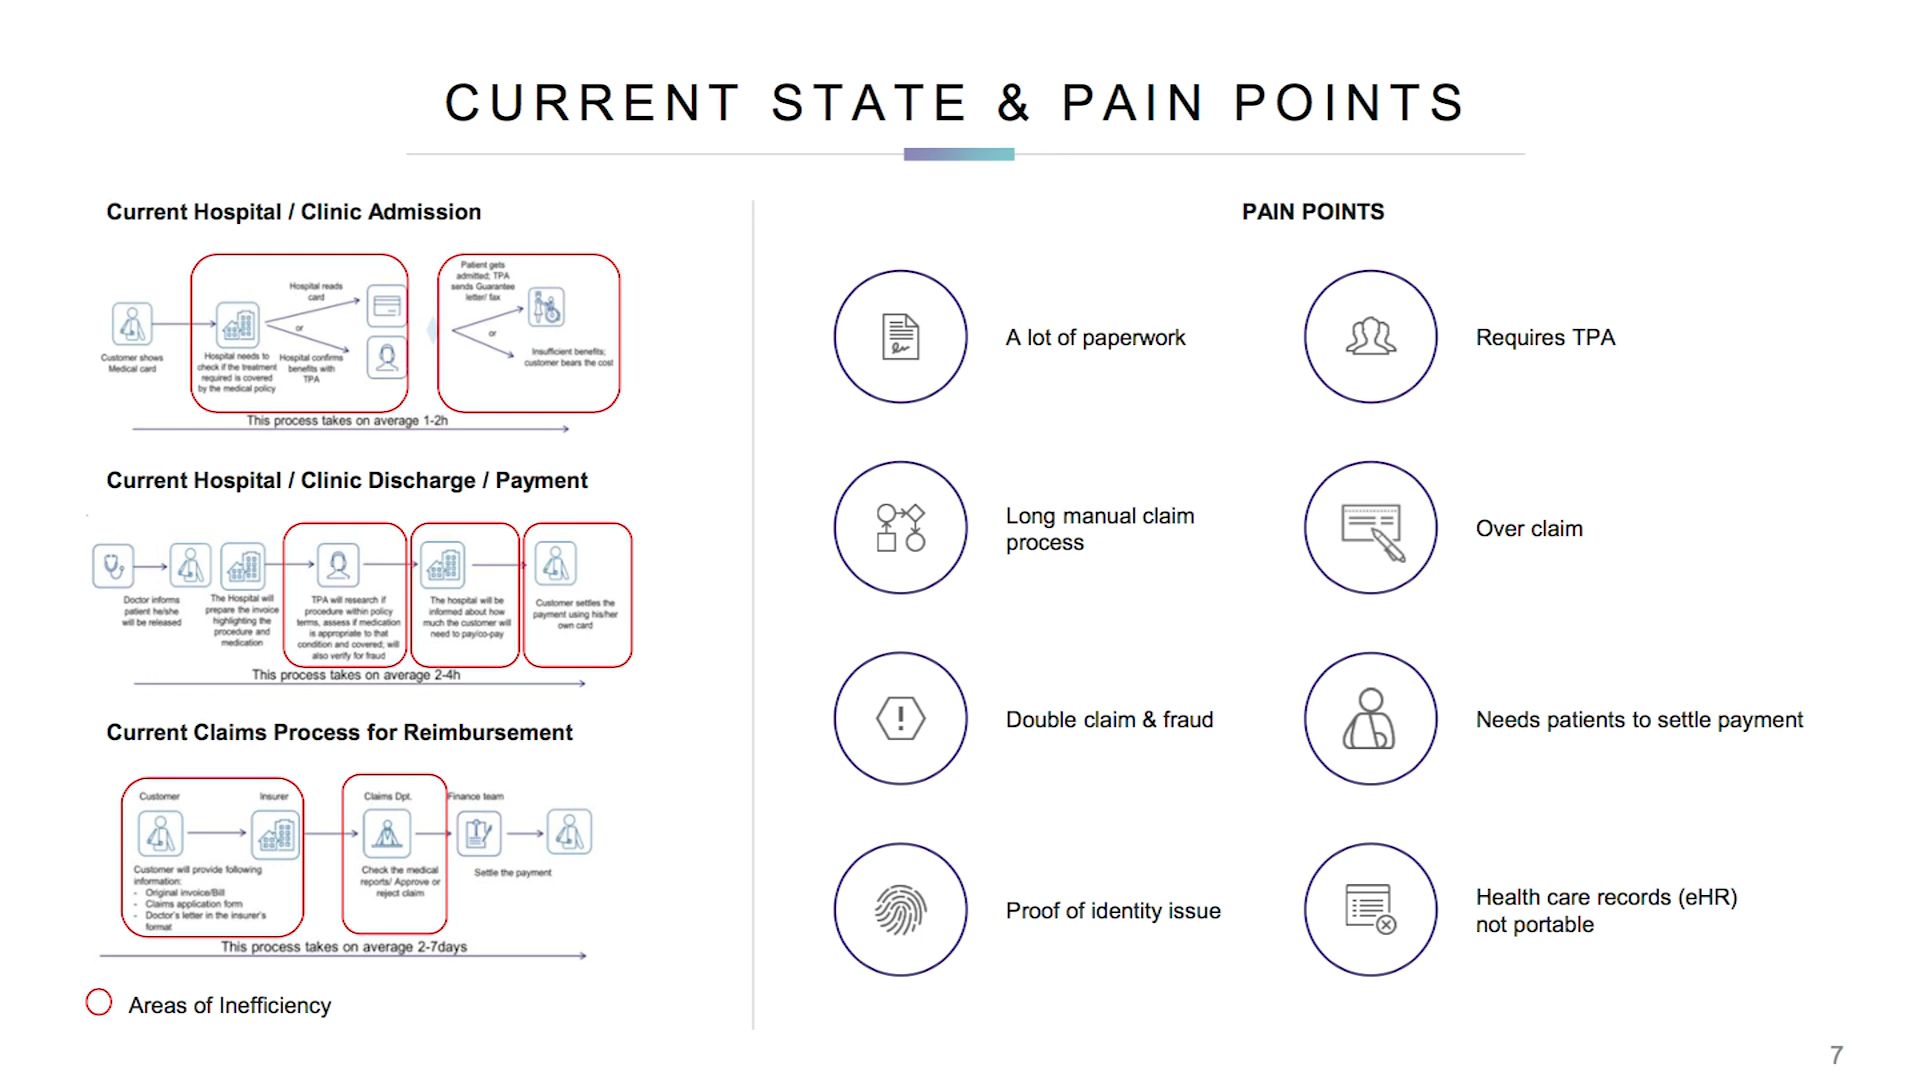 CURRENT STATE & PAIN POINTS
Current Hospital / Clinic Admission
Customer shows
Medical card
Hospital needs to
check if the treatment
required is covered
by the medical policy
Hospital reads
card
or
Hospital confirms
benefits with
TPA
Patient gets
admitted; TPA
sends Guarantee
letter/ fax
or
Insufficient benefits;
customer bears the cost
This process takes on average 1-2h
Current Hospital / Clinic Discharge / Payment
Doctor informs
patient he/she
will be released
The Hospital will
prepare the invoice
highlighting the
procedure and
medication
TPA will research if
procedure within policy
terms, assess if medication
is appropriate to that
condition and covered; will
also verify for fraud
The hospital will be
informed about how
much the customer will
need to pay/co-pay
Customer settles the
payment using his/her
own card
This process takes on average 2-4h
Current Claims Process for Reimbursement
Customer
Insurer
Claims Dpt.
Finance team
Customer will provide following
information:
- Original invoice/Bill
- Claims application form
- Doctor's letter in the insurer's
format
Check the medical
reports/ Approve or
reject claim
Settle the payment
This process takes on average 2-7days
Areas of Inefficiency
PAIN POINTS
A lot of paperwork
Requires TPA
Long manual claim
process
Over claim
Double claim & fraud
Needs patients to settle payment
Proof of identity issue
Health care records (eHR)
not portable
7